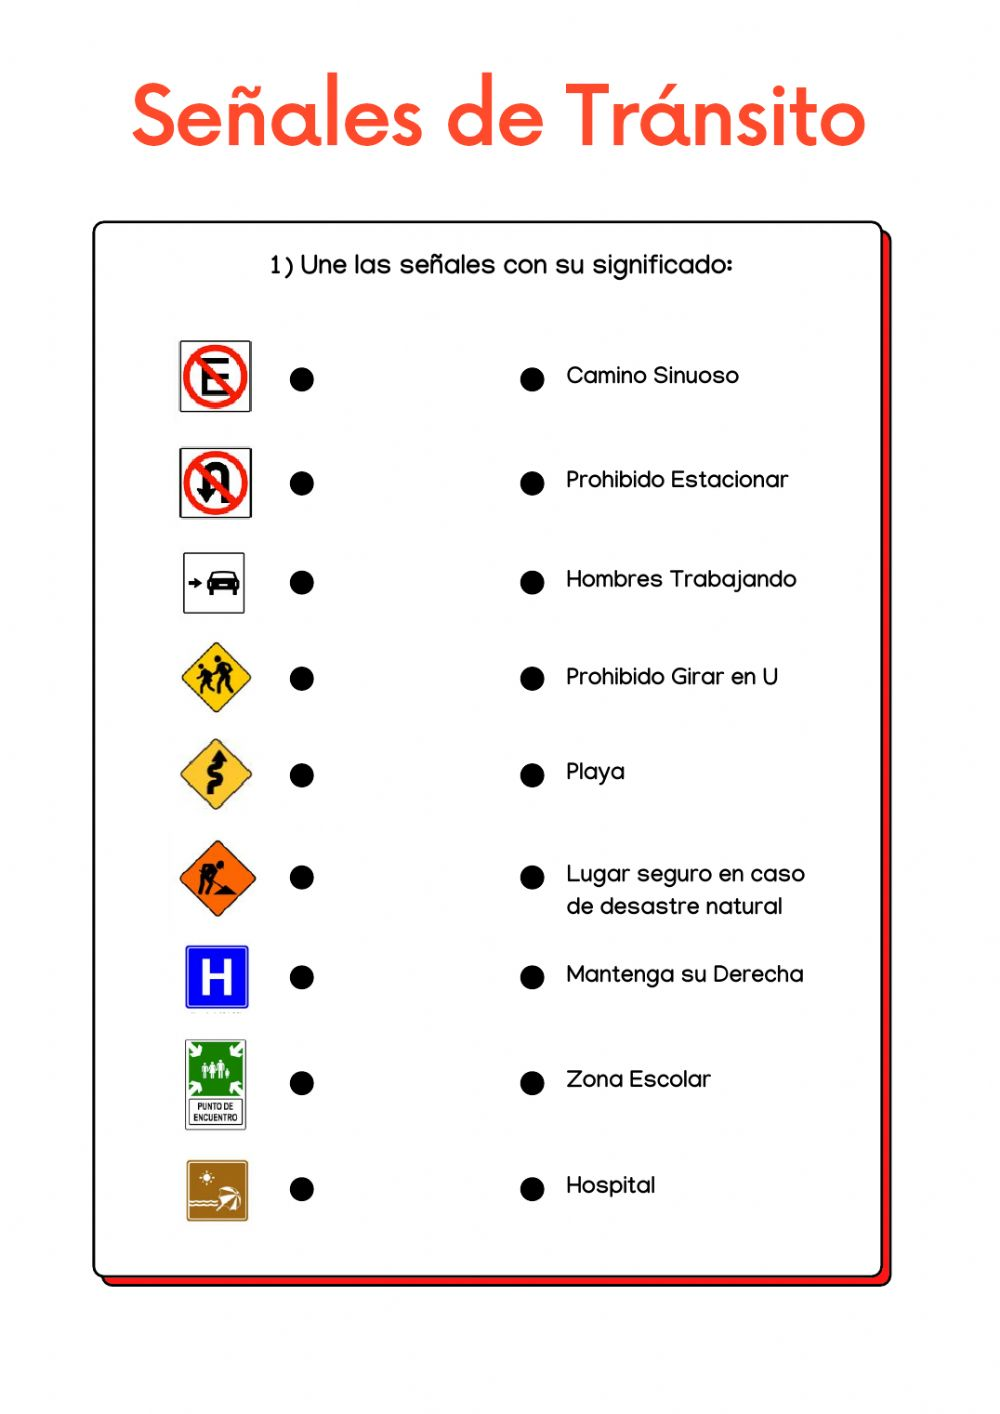 Señales de Tránsito
1) Une las señales con su significado:
E
Camino Sinuoso
Prohibido Estacionar
Hombres Trabajando
Prohibido Girar en U
Playa
Lugar seguro en caso
de desastre natural
H
Mantenga su Derecha
PUNTO DE
ENCUENTRO
Zona Escolar
Hospital